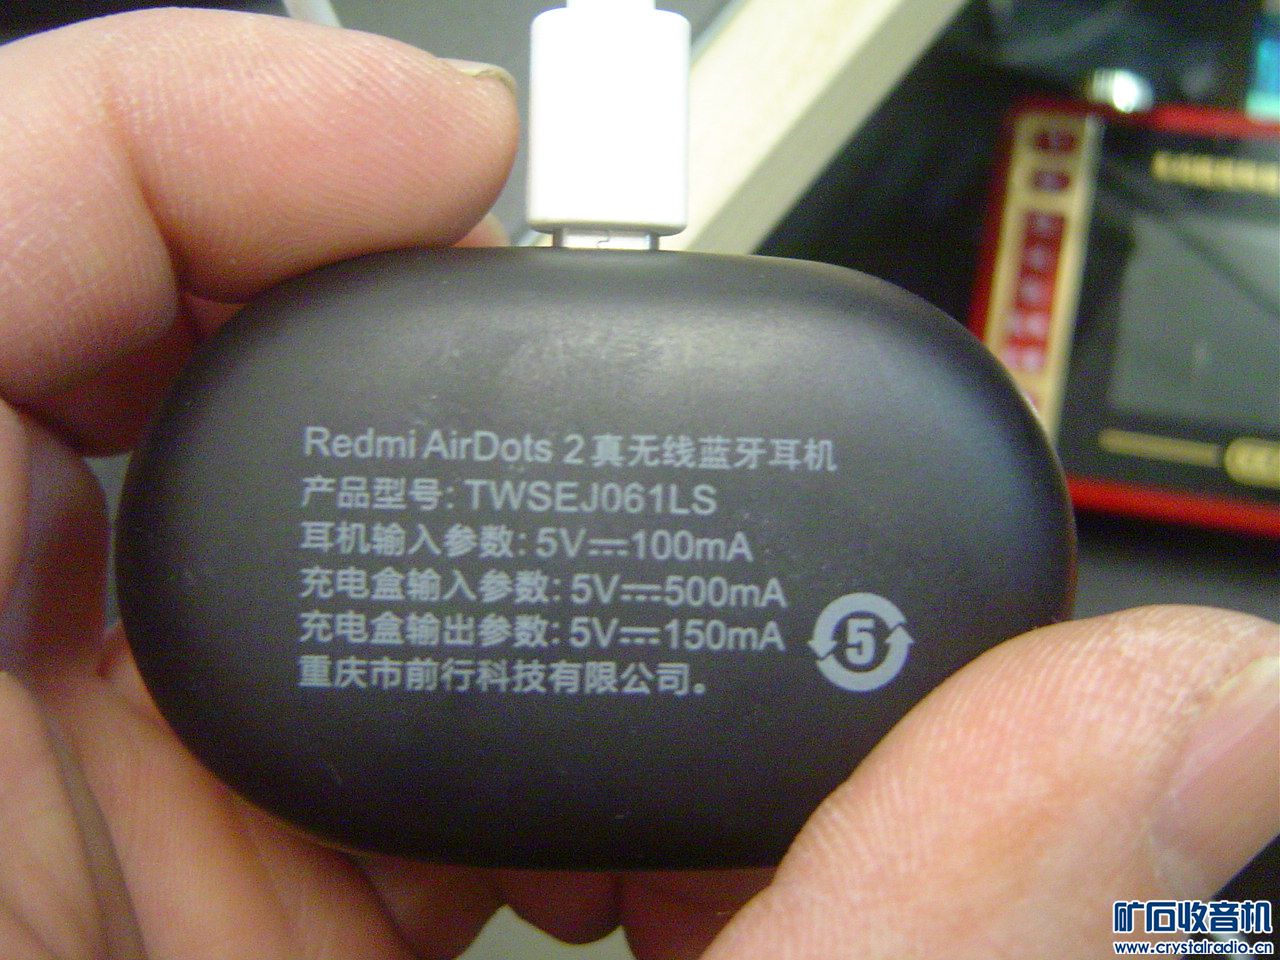 Redmi AirDots 2真无线蓝牙耳机
产品型号: TWSEJ061LS
耳机输入参数: 5V⎓100mA
充电盒输入参数: 5V⎓500mA
充电盒输出参数: 5V⎓150mA
5
重庆市前行科技有限公司。
矿石收音机
www.crystalradio.cn